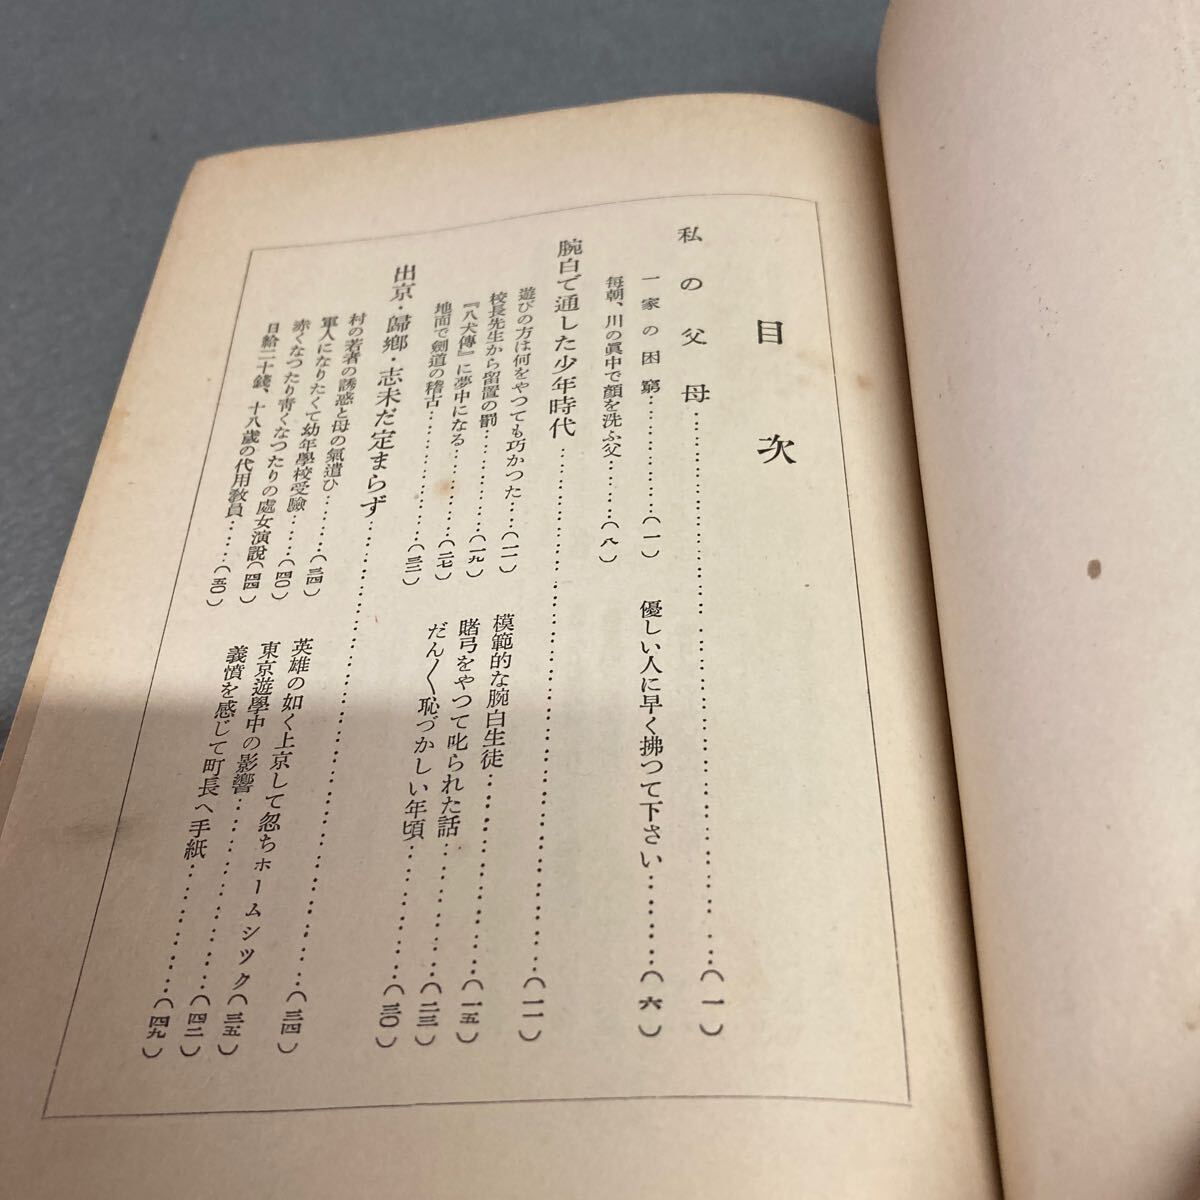 目次
私の父母……(一)
一家の困窮……(一)
優しい人に早く拂つて下さい……(六)
毎朝、川の眞中で顔を洗ふ父……(八)
腕白で通した少年時代……(一一)
遊びの方は何をやつても巧かつた……(一一)
模範的な腕白生徒……(一五)
校長先生から留置の罰……(一九)
賭弓をやつて叱られた話……(二三)
『八犬傳』に夢中になる……(二七)
だん〱恥づかしい年頃……(三〇)
地面で劍道の稽古……(三二)
出京・歸鄕・志未だ定まらず……(三四)
村の若者の誘惑と母の氣遣ひ……(三四)
英雄の如く上京して忽ちホームシツク(三五)
軍人になりたくて幼年學校受驗……(四〇)
東京遊學中の影響……(四二)
赤くなつたり青くなつたりの處女演說(四四)
義憤を感じて町長へ手紙……(四九)
日給二十錢、十八歳の代用敎員……(五〇)